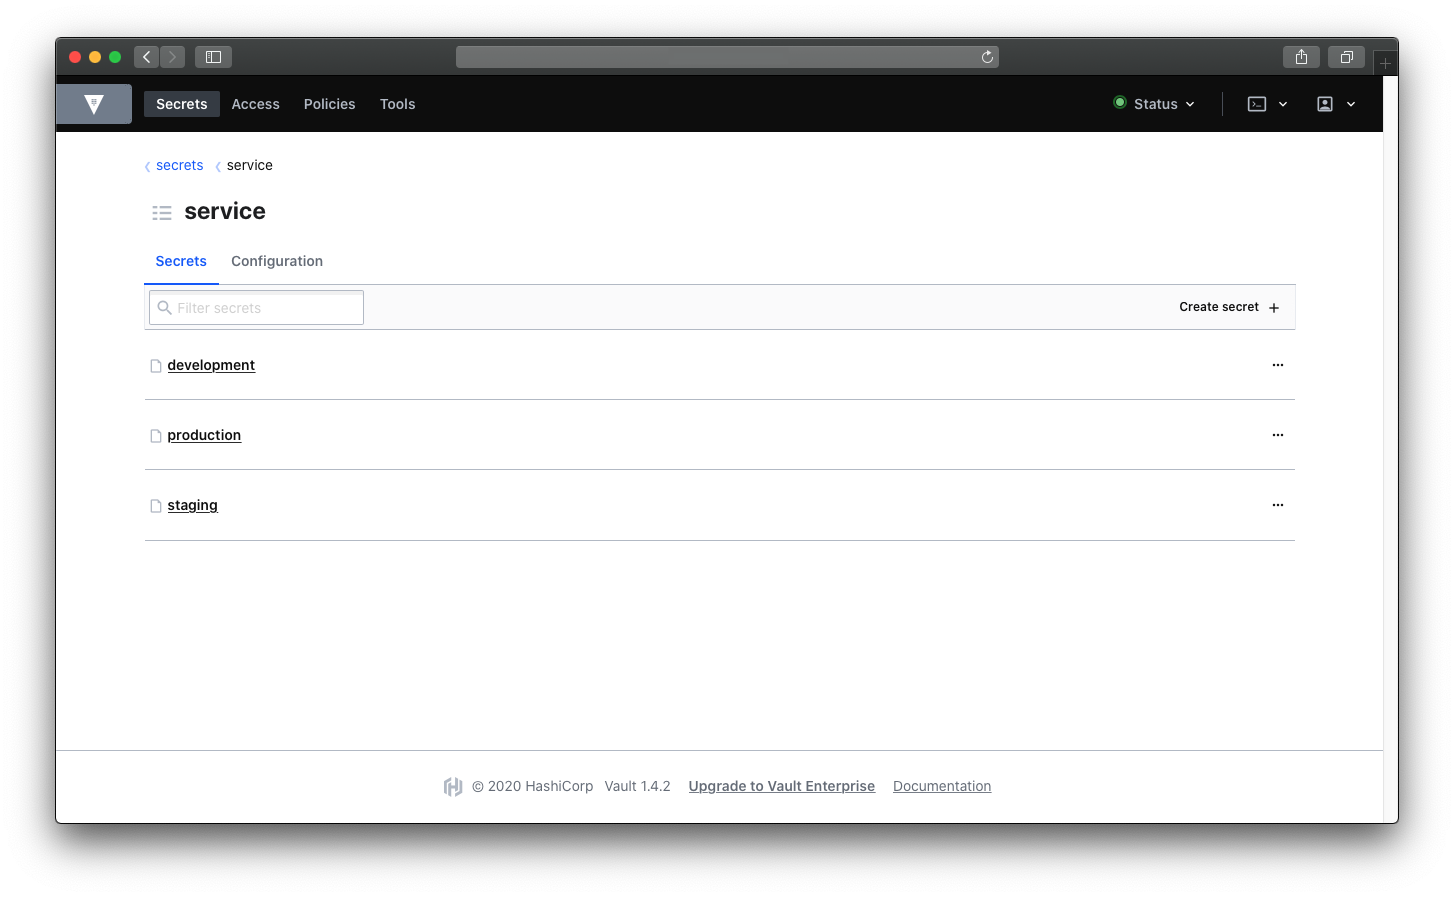 Secrets Access Policies Tools Status
secrets service
service
Secrets Configuration
Filter secrets Create secret
development
production
staging
© 2020 HashiCorp Vault 1.4.2 Upgrade to Vault Enterprise Documentation